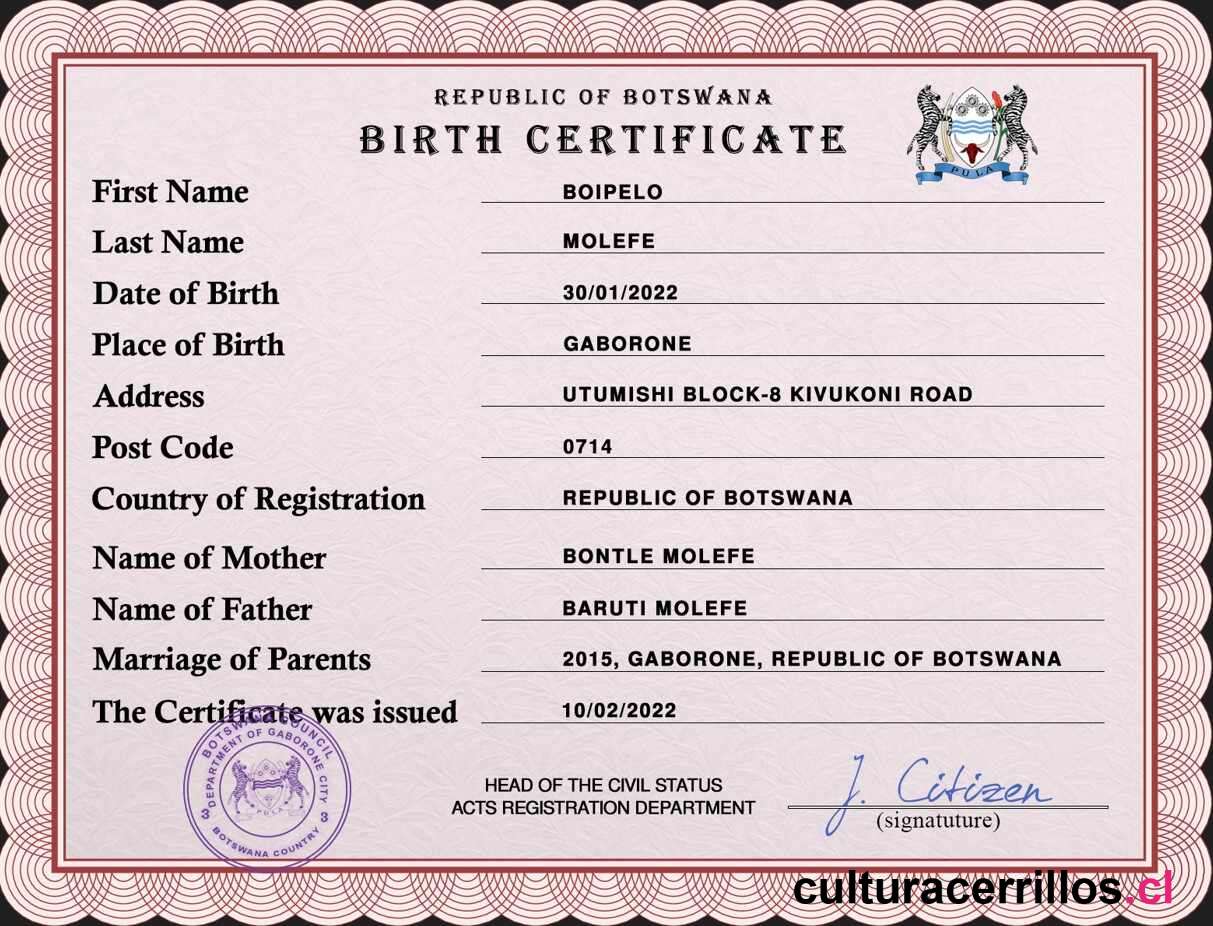 REPUBLIC OF BOTSWANA
BIRTH CERTIFICATE
PULA
First Name BOIPELO
Last Name MOLEFE
Date of Birth 30/01/2022
Place of Birth GABORONE
Address UTUMISHI BLOCK-8 KIVUKONI ROAD
Post Code 0714
Country of Registration REPUBLIC OF BOTSWANA
Name of Mother BONTLE MOLEFE
Name of Father BARUTI MOLEFE
Marriage of Parents 2015, GABORONE, REPUBLIC OF BOTSWANA
The Certificate was issued 10/02/2022
BOTSWANA COUNCIL
DEPARTMENT OF GABORONE CITY
3 3
PULA
BOTSWANA COUNTRY
HEAD OF THE CIVIL STATUS
ACTS REGISTRATION DEPARTMENT
J. Citizen
(signatuture)
culturacerrillos.cl